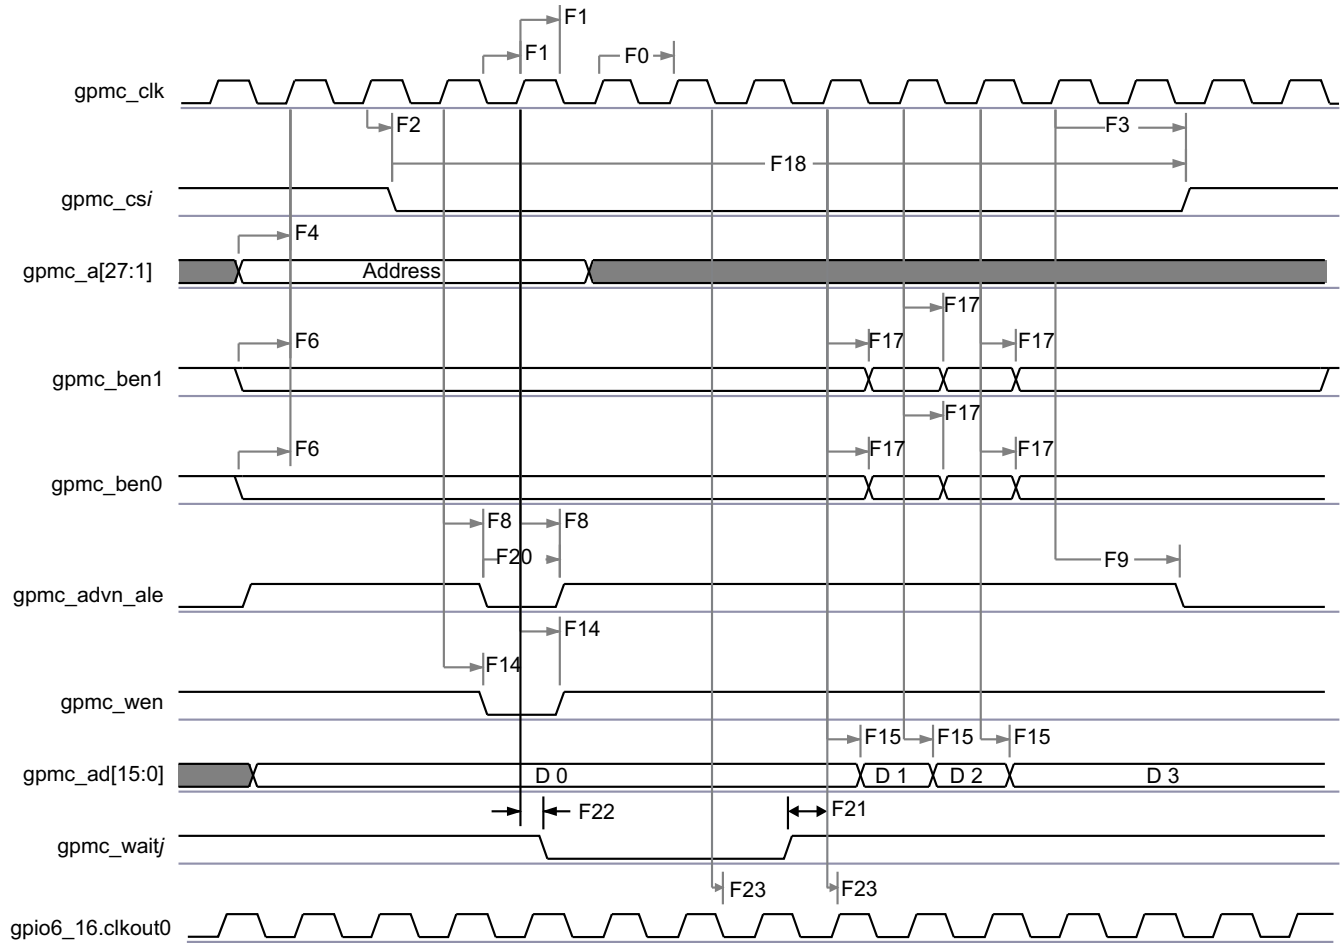 F1
F1
F0
gpmc_clk
F2
F3
F18
gpmc_csi
F4
gpmc_a[27:1]
Address
F17
F6
F17
F17
gpmc_ben1
F17
F6
F17
F17
gpmc_ben0
F8
F8
F20
F9
gpmc_advn_ale
F14
F14
gpmc_wen
F15
F15
F15
gpmc_ad[15:0]
D 0
D 1
D 2
D 3
F22
F21
gpmc_waitj
F23
F23
gpio6_16.clkout0